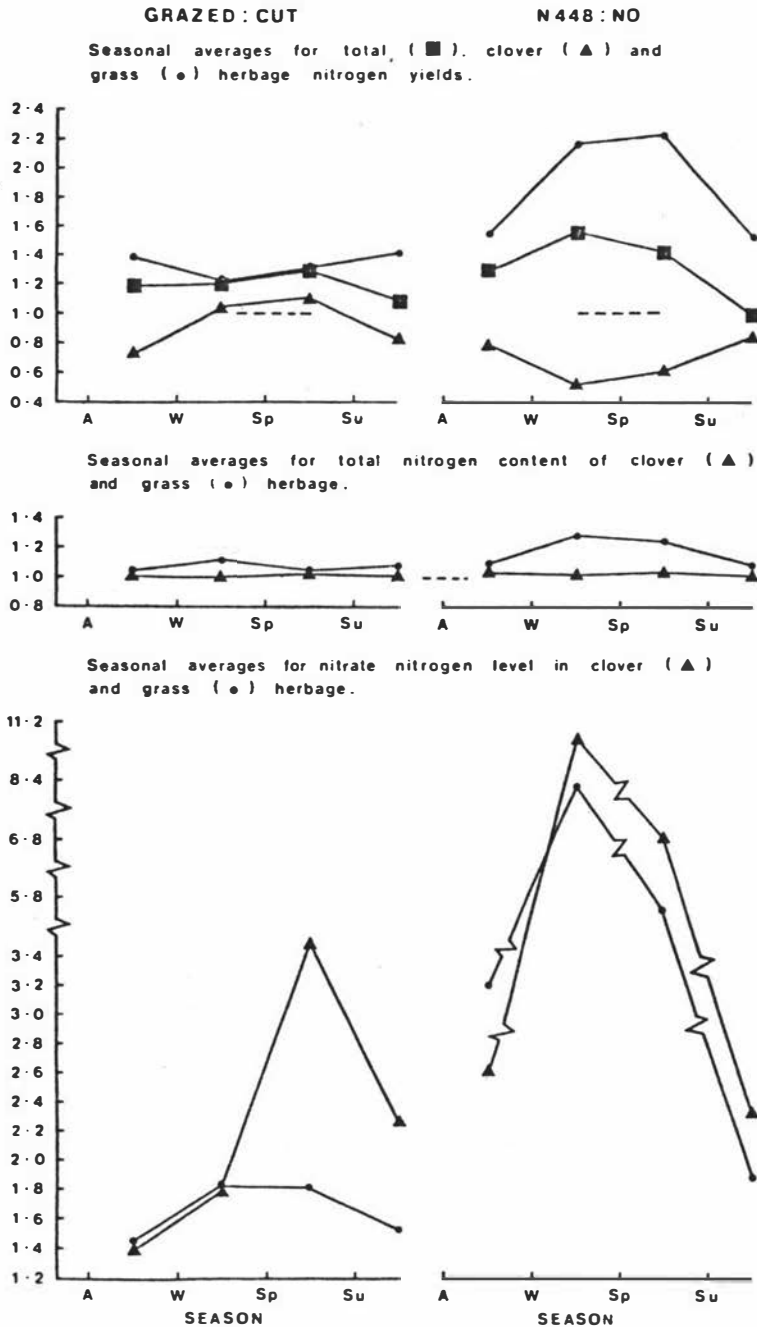 GRAZED : CUT N448 : NO
Seasonal averages for total (■), clover (▲) and
grass (●) herbage nitrogen yields.
2·4
2·2
2·0
1·8
1·6
1·4
1·2
1·0
0·8
0·6
0·4
A W Sp Su A W Sp Su
Seasonal averages for total nitrogen content of clover (▲)
and grass (●) herbage.
1·4
1·2
1·0
0·8
A W Sp Su A W Sp Su
Seasonal averages for nitrate nitrogen level in clover (▲)
and grass (●) herbage.
11·2
8·4
6·8
5·8
3·4
3·2
3·0
2·8
2·6
2·4
2·2
2·0
1·8
1·6
1·4
1·2
A W Sp Su A W Sp Su
SEASON SEASON